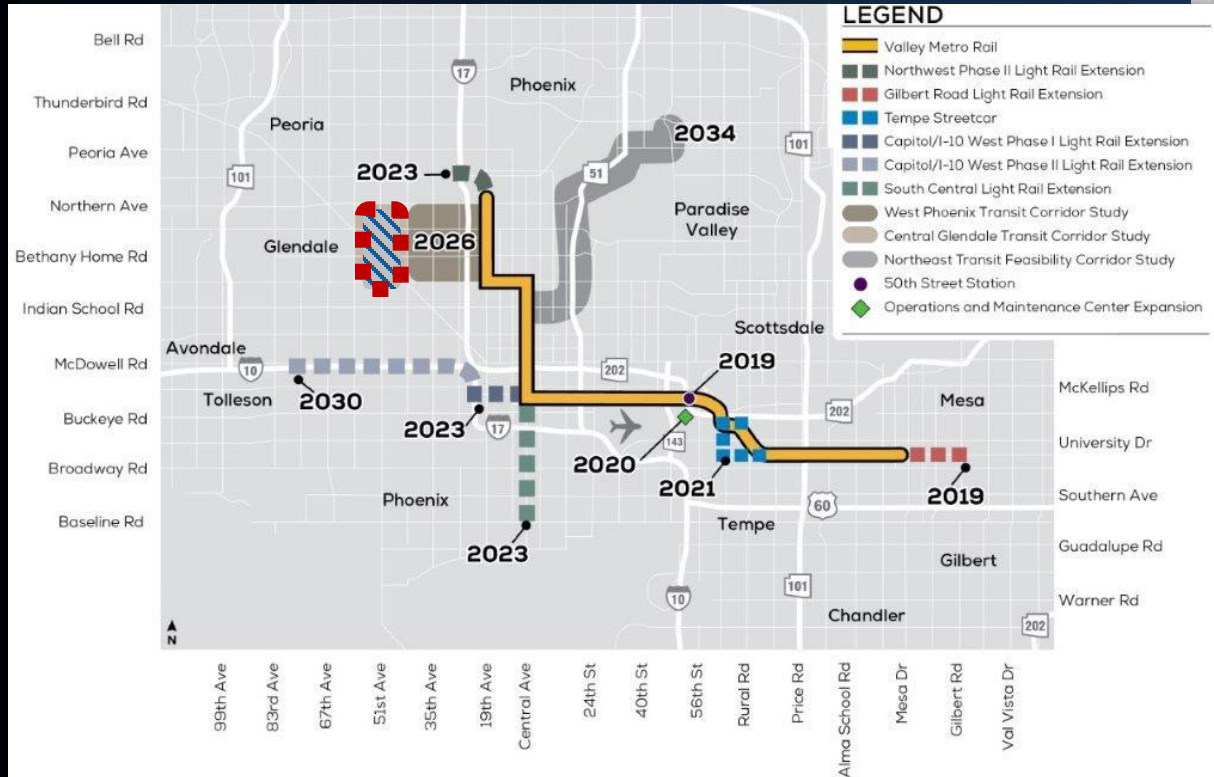 LEGEND
Valley Metro Rail
Northwest Phase II Light Rail Extension
Gilbert Road Light Rail Extension
Tempe Streetcar
Capitol/I-10 West Phase I Light Rail Extension
Capitol/I-10 West Phase II Light Rail Extension
South Central Light Rail Extension
West Phoenix Transit Corridor Study
Central Glendale Transit Corridor Study
Northeast Transit Feasibility Corridor Study
50th Street Station
Operations and Maintenance Center Expansion
Bell Rd
Thunderbird Rd
Peoria Ave
Northern Ave
Bethany Home Rd
Indian School Rd
McDowell Rd
Buckeye Rd
Broadway Rd
Baseline Rd
17
Phoenix
Peoria
2034
101
51
101
2023
Paradise
Valley
Glendale
2026
Scottsdale
Avondale
10
202
2019
Tolleson
2030
Mesa
202
2023
17
143
2020
2021
2019
Phoenix
60
Tempe
2023
Gilbert
101
10
Chandler
202
N
McKellips Rd
University Dr
Southern Ave
Guadalupe Rd
Warner Rd
99th Ave
83rd Ave
67th Ave
51st Ave
35th Ave
19th Ave
Central Ave
24th St
40th St
56th St
Rural Rd
Price Rd
Alma School Rd
Mesa Dr
Gilbert Rd
Val Vista Dr